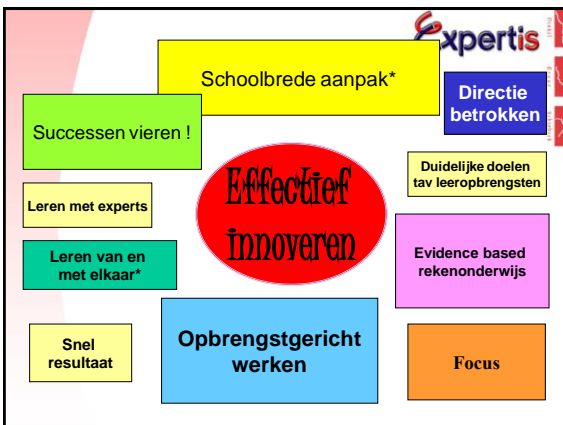 Expertis
Schoolbrede aanpak*
Directie
betrokken
Successen vieren !
Effectief
innoveren
Duidelijke doelen
tav leeropbrengsten
Leren met experts
Leren van en
met elkaar*
Evidence based
rekenonderwijs
Snel
resultaat
Opbrengstgericht
werken
Focus